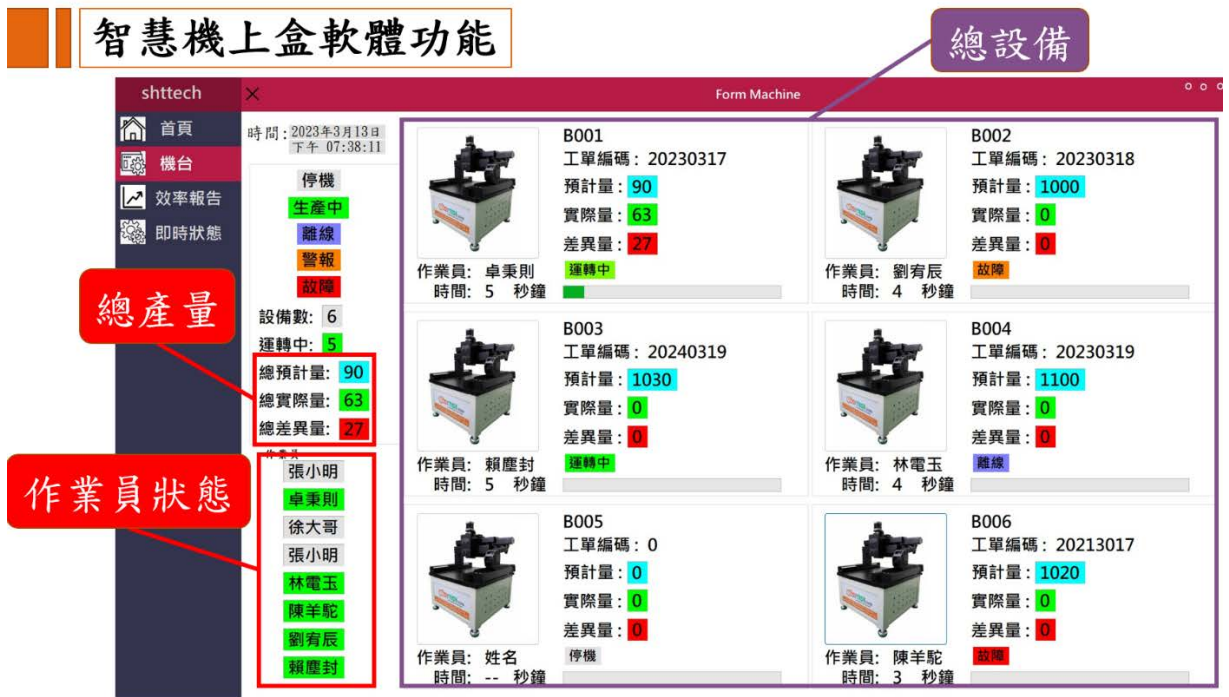 智慧機上盒軟體功能
總設備
shttech
Form Machine
首頁
機台
效率報告
即時狀態
時間: 2023年3月13日
下午 07:38:11
停機
生產中
離線
警報
故障
設備數: 6
運轉中: 5
總預計量: 90
總實際量: 63
總差異量: 27
總產量
作業員
張小明
卓秉則
徐大哥
張小明
林電玉
陳羊駝
劉宥辰
賴塵封
作業員狀態
B001
工單編碼: 20230317
預計量: 90
實際量: 63
差異量: 27
作業員: 卓秉則 運轉中
時間: 5 秒鐘
B002
工單編碼: 20230318
預計量: 1000
實際量: 0
差異量: 0
作業員: 劉宥辰 故障
時間: 4 秒鐘
B003
工單編碼: 20240319
預計量: 1030
實際量: 0
差異量: 0
作業員: 賴塵封 運轉中
時間: 5 秒鐘
B004
工單編碼: 20230319
預計量: 1100
實際量: 0
差異量: 0
作業員: 林電玉 離線
時間: 4 秒鐘
B005
工單編碼: 0
預計量: 0
實際量: 0
差異量: 0
作業員: 姓名 停機
時間: -- 秒鐘
B006
工單編碼: 20213017
預計量: 1020
實際量: 0
差異量: 0
作業員: 陳羊駝 故障
時間: 3 秒鐘